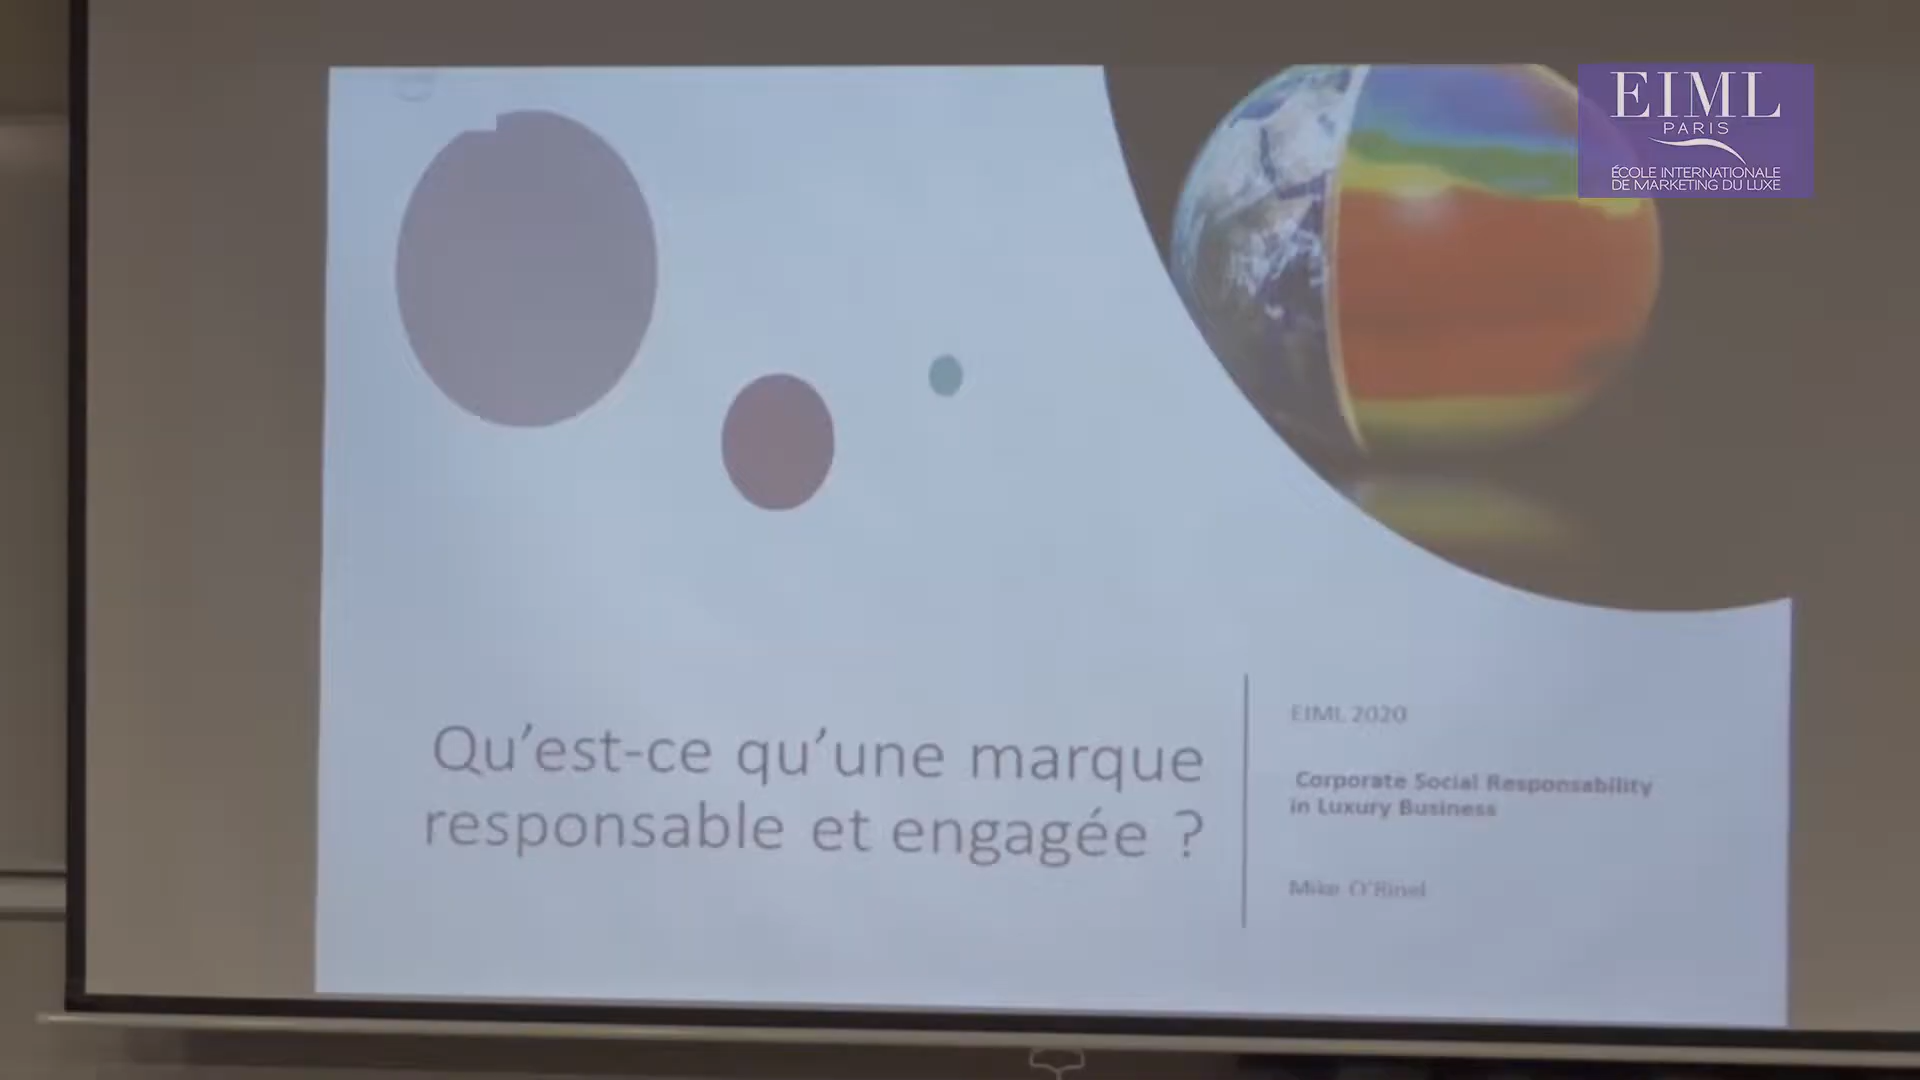 EIML
PARIS
ÉCOLE INTERNATIONALE
DE MARKETING DU LUXE
Qu'est-ce qu'une marque
responsable et engagée ?
EIML 2020
Corporate Social Responsability
in Luxury Business
Mike